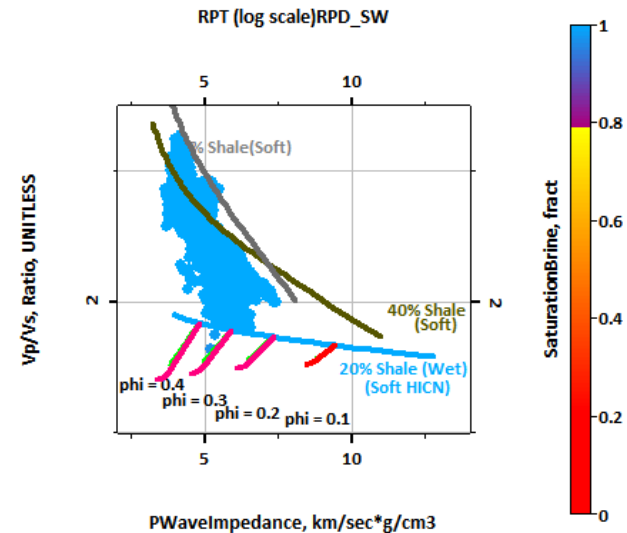 RPT (log scale)RPD_SW
5 10
% Shale(Soft)
2 2
40% Shale
(Soft)
20% Shale (Wet)
(Soft HICN)
phi = 0.4
phi = 0.3
phi = 0.2
phi = 0.1
5 10
PWaveImpedance, km/sec*g/cm3
Vp/Vs, Ratio, UNITLESS
SaturationBrine, fract
1
0.8
0.6
0.4
0.2
0